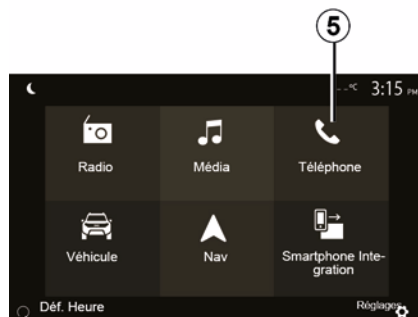 5
--°C 3:15 PM
Radio Média Téléphone
Véhicule Nav Smartphone Inte-
gration
Déf. Heure Réglages